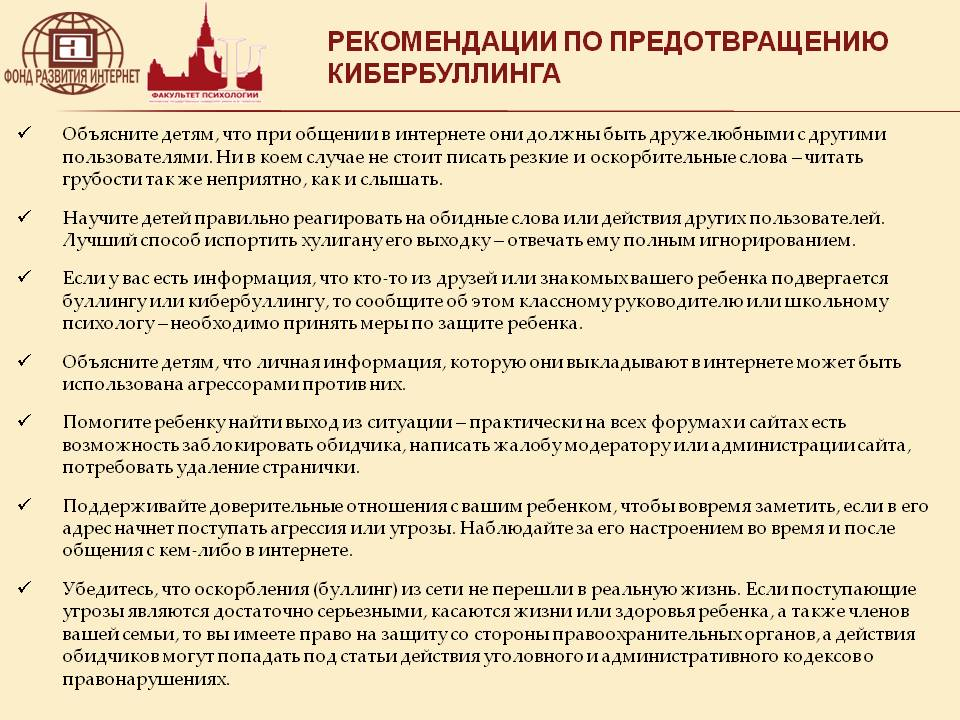 ФОНД РАЗВИТИЯ ИНТЕРНЕТ
ФАКУЛЬТЕТ ПСИХОЛОГИИ
РЕКОМЕНДАЦИИ ПО ПРЕДОТВРАЩЕНИЮ
КИБЕРБУЛЛИНГА
Объясните детям, что при общении в интернете они должны быть дружелюбными с другими
пользователями. Ни в коем случае не стоит писать резкие и оскорбительные слова – читать
грубости так же неприятно, как и слышать.
Научите детей правильно реагировать на обидные слова или действия других пользователей.
Лучший способ испортить хулигану его выходку – отвечать ему полным игнорированием.
Если у вас есть информация, что кто-то из друзей или знакомых вашего ребенка подвергается
буллингу или кибербуллингу, то сообщите об этом классному руководителю или школьному
психологу – необходимо принять меры по защите ребенка.
Объясните детям, что личная информация, которую они выкладывают в интернете может быть
использована агрессорами против них.
Помогите ребенку найти выход из ситуации – практически на всех форумах и сайтах есть
возможность заблокировать обидчика, написать жалобу модератору или администрации сайта,
потребовать удаление странички.
Поддерживайте доверительные отношения с вашим ребенком, чтобы вовремя заметить, если в его
адрес начнет поступать агрессия или угрозы. Наблюдайте за его настроением во время и после
общения с кем-либо в интернете.
Убедитесь, что оскорбления (буллинг) из сети не перешли в реальную жизнь. Если поступающие
угрозы являются достаточно серьезными, касаются жизни или здоровья ребенка, а также членов
вашей семьи, то вы имеете право на защиту со стороны правоохранительных органов, а действия
обидчиков могут попадать под статьи действия уголовного и административного кодексов о
правонарушениях.